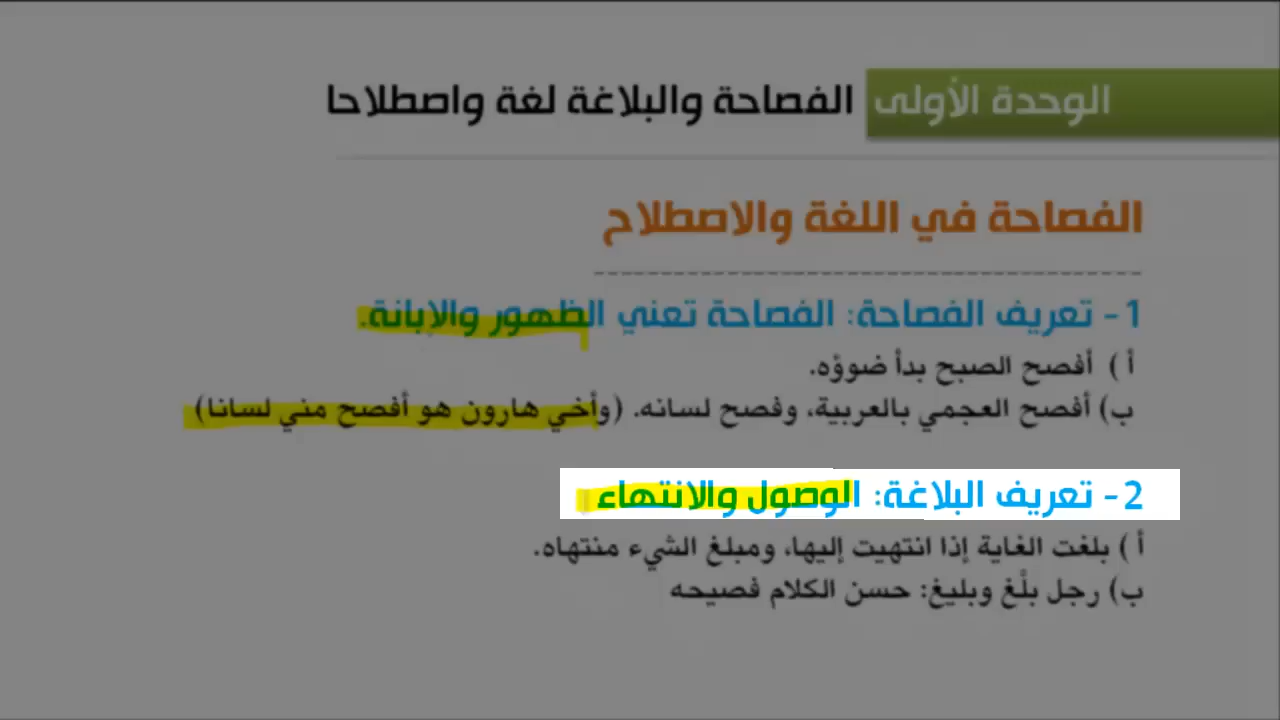 الوحدة الأولى الفصاحة والبلاغة لغة واصطلاحا
الفصاحة في اللغة والاصطلاح
1- تعريف الفصاحة: الفصاحة تعني الظهور والإبانة.
أ ) أفصح الصبح بدأ ضوؤه.
ب) أفصح العجمي بالعربية، وفصح لسانه. (وأخي هارون هو أفصح مني لسانا)
2- تعريف البلاغة: الوصول والانتهاء
أ ) بلغت الغاية إذا انتهيت إليها، ومبلغ الشيء منتهاه.
ب) رجل بلَّغ وبليغ: حسن الكلام فصيحه